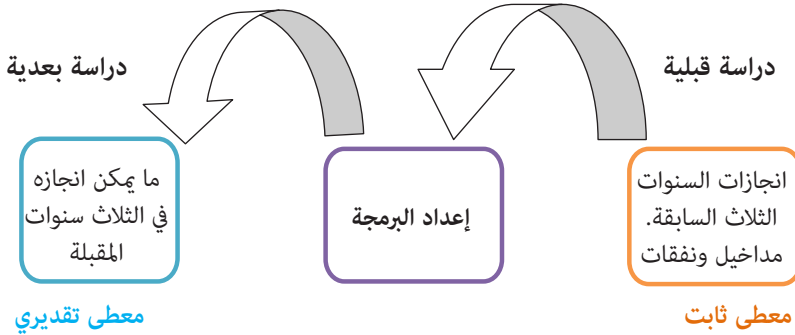 دراسة قبلية
دراسة بعدية
انجازات السنوات
الثلاث السابقة.
مداخيل ونفقات
إعداد البرمجة
ما يمكن انجازه
في الثلاث سنوات
المقبلة
معطى ثابت
معطى تقديري